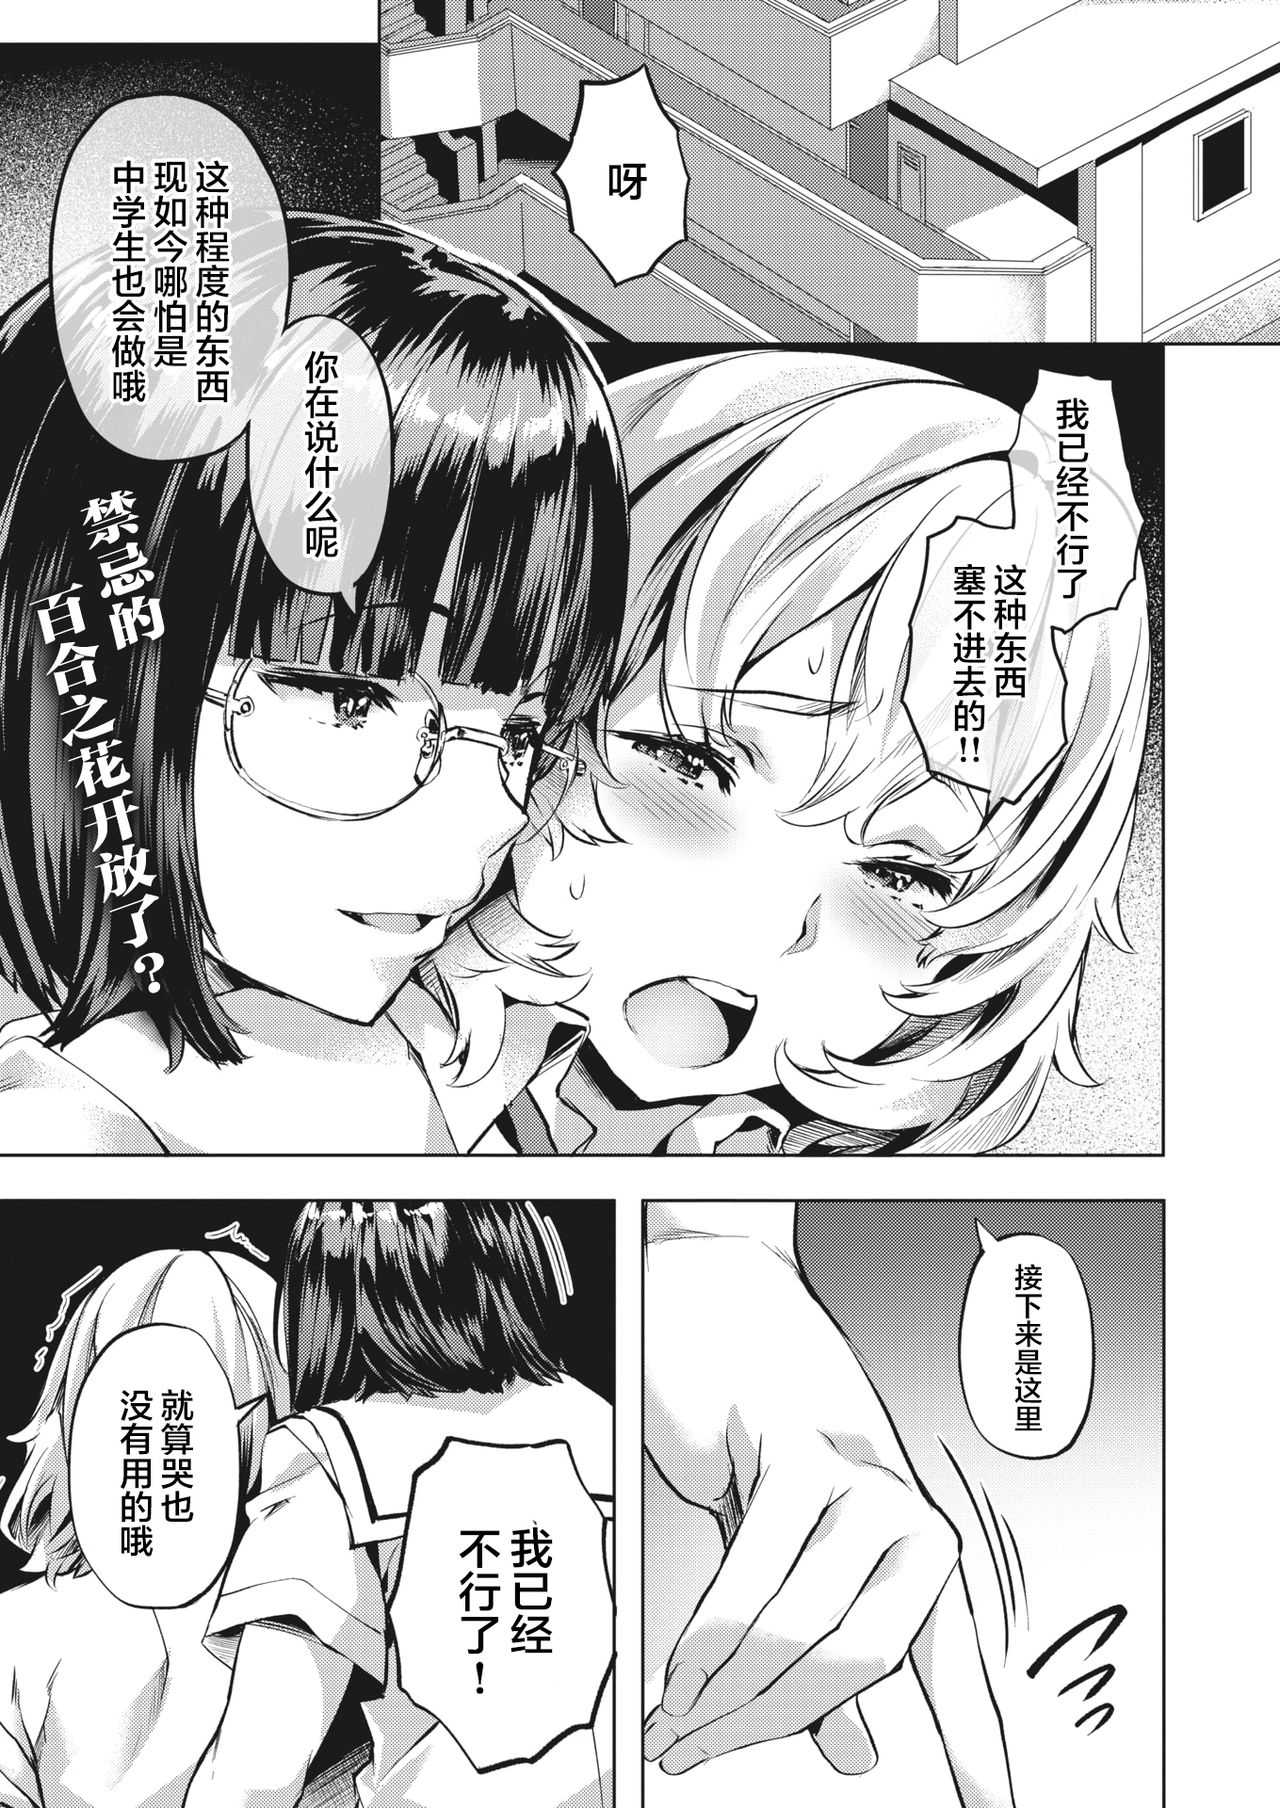 呀
我已经不行了
这种东西
塞不进去的!!
你在说什么呢
这种程度的东西
现如今哪怕是
中学生也会做哦
禁忌的
百合之花开放了?
接下来是这里
我已经
不行了!
就算哭也
没有用的哦